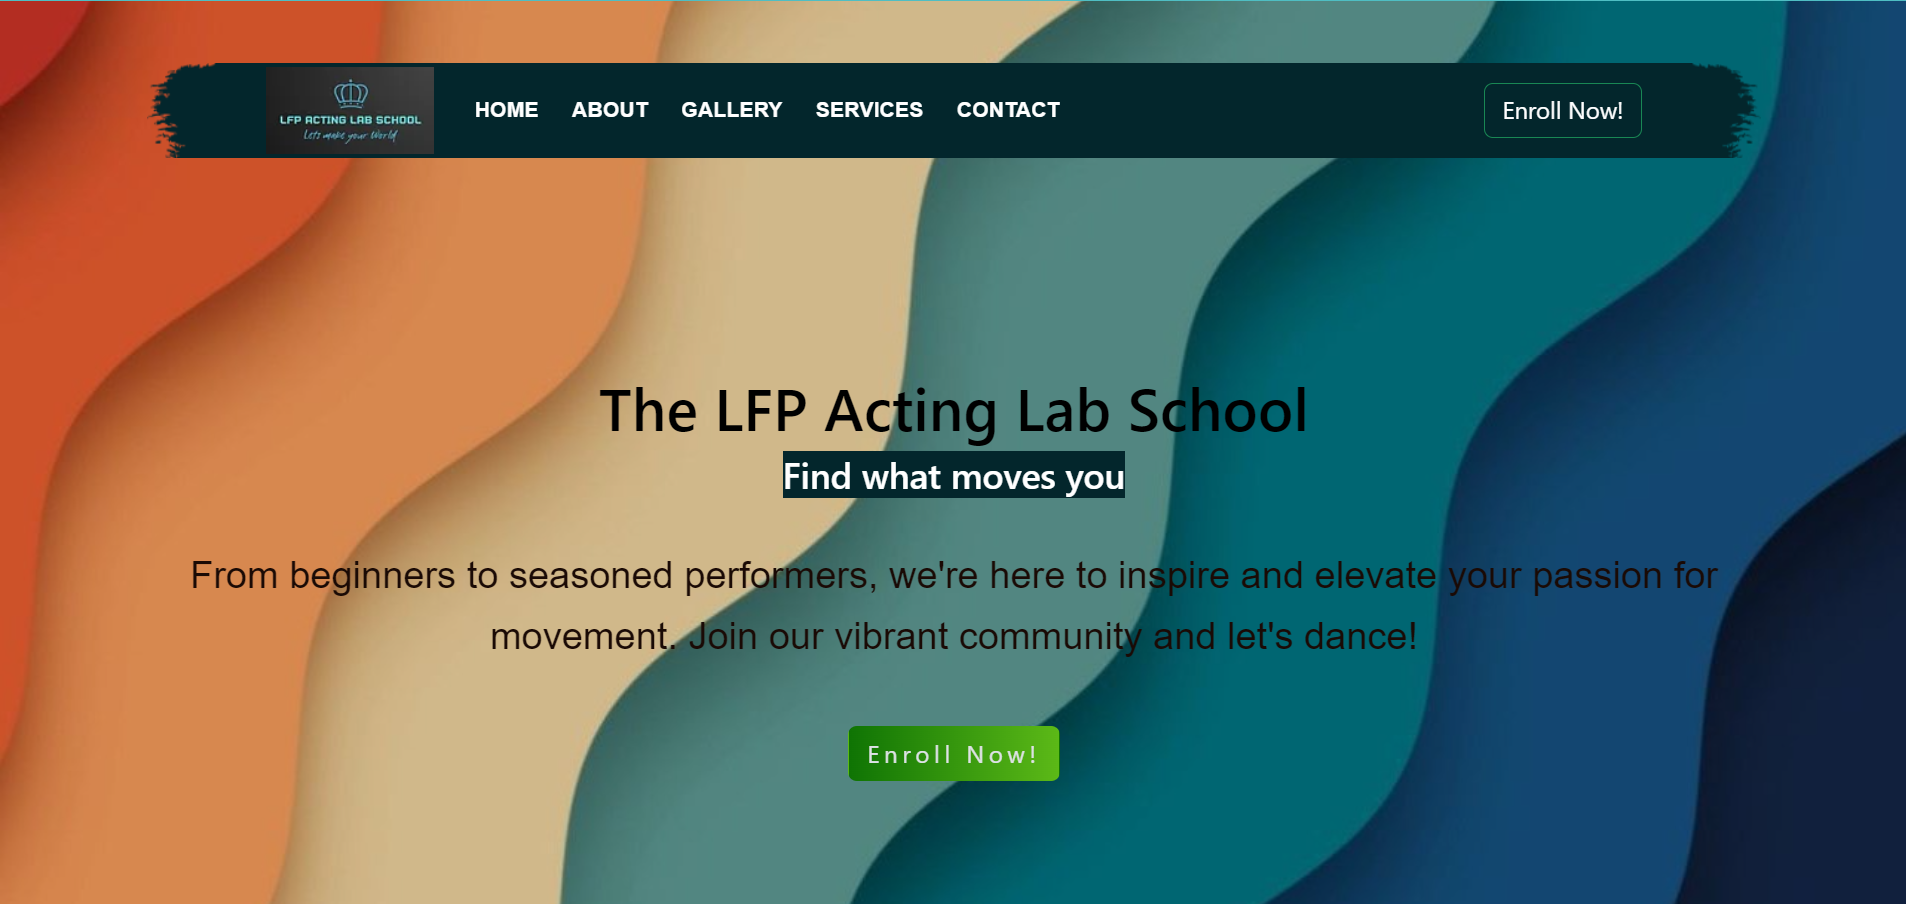 LFP ACTING LAB SCHOOL
Lets make your World
HOME ABOUT GALLERY SERVICES CONTACT Enroll Now!
The LFP Acting Lab School
Find what moves you
From beginners to seasoned performers, we're here to inspire and elevate your passion for
movement. Join our vibrant community and let's dance!
Enroll Now!